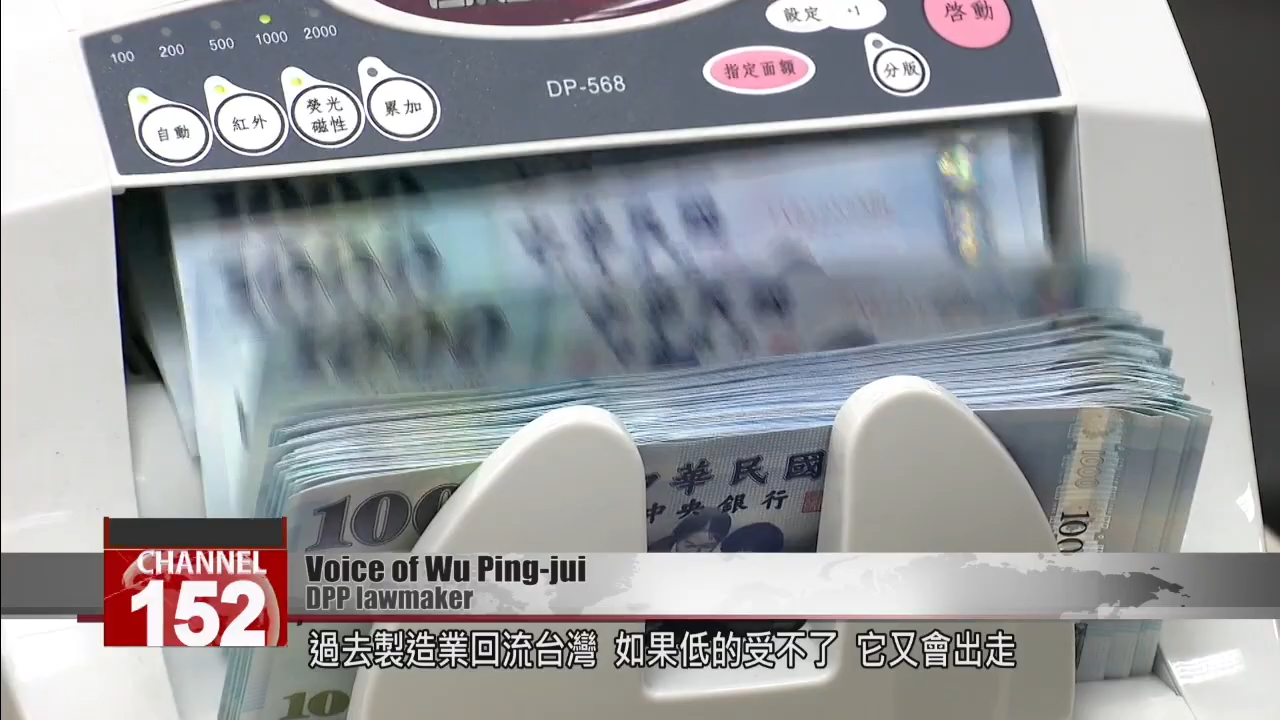 設定 +1
啓動
100 200 500 1000 2000
DP-568
指定面額
分版
自動
紅外
熒光
磁性
累加
100
中華民國
中央銀行
100
CHANNEL
152
Voice of Wu Ping-jui
DPP lawmaker
過去製造業回流台灣 如果低的受不了 它又會出走
10